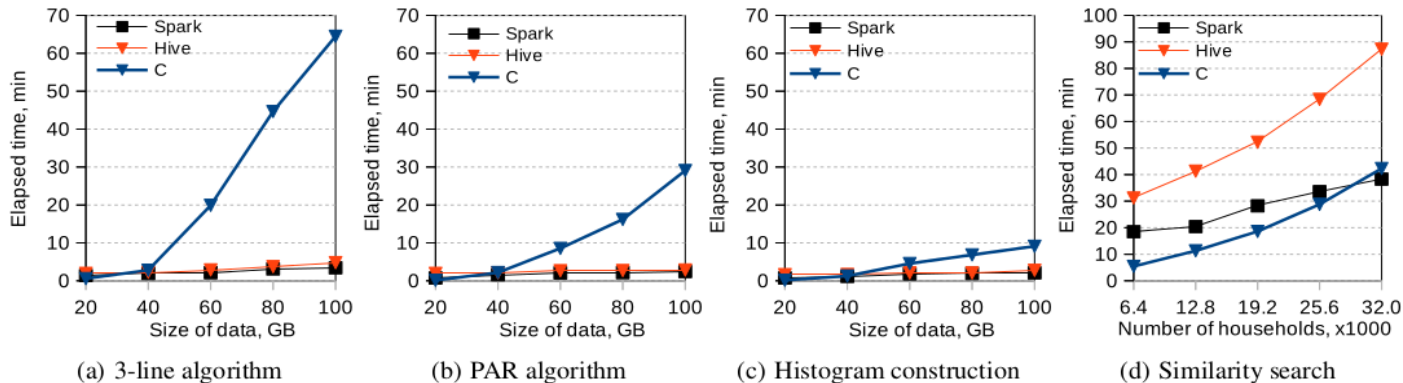 70
60
50
40
30
20
10
0
Elapsed time, min
Spark
Hive
C
20 40 60 80 100
Size of data, GB
(a) 3-line algorithm
70
60
50
40
30
20
10
0
Elapsed time, min
Spark
Hive
C
20 40 60 80 100
Size of data, GB
(b) PAR algorithm
70
60
50
40
30
20
10
0
Elapsed time, min
Spark
Hive
C
20 40 60 80 100
Size of data, GB
(c) Histogram construction
100
90
80
70
60
50
40
30
20
10
0
Elapsed time, min
Spark
Hive
C
6.4 12.8 19.2 25.6 32.0
Number of households, x1000
(d) Similarity search